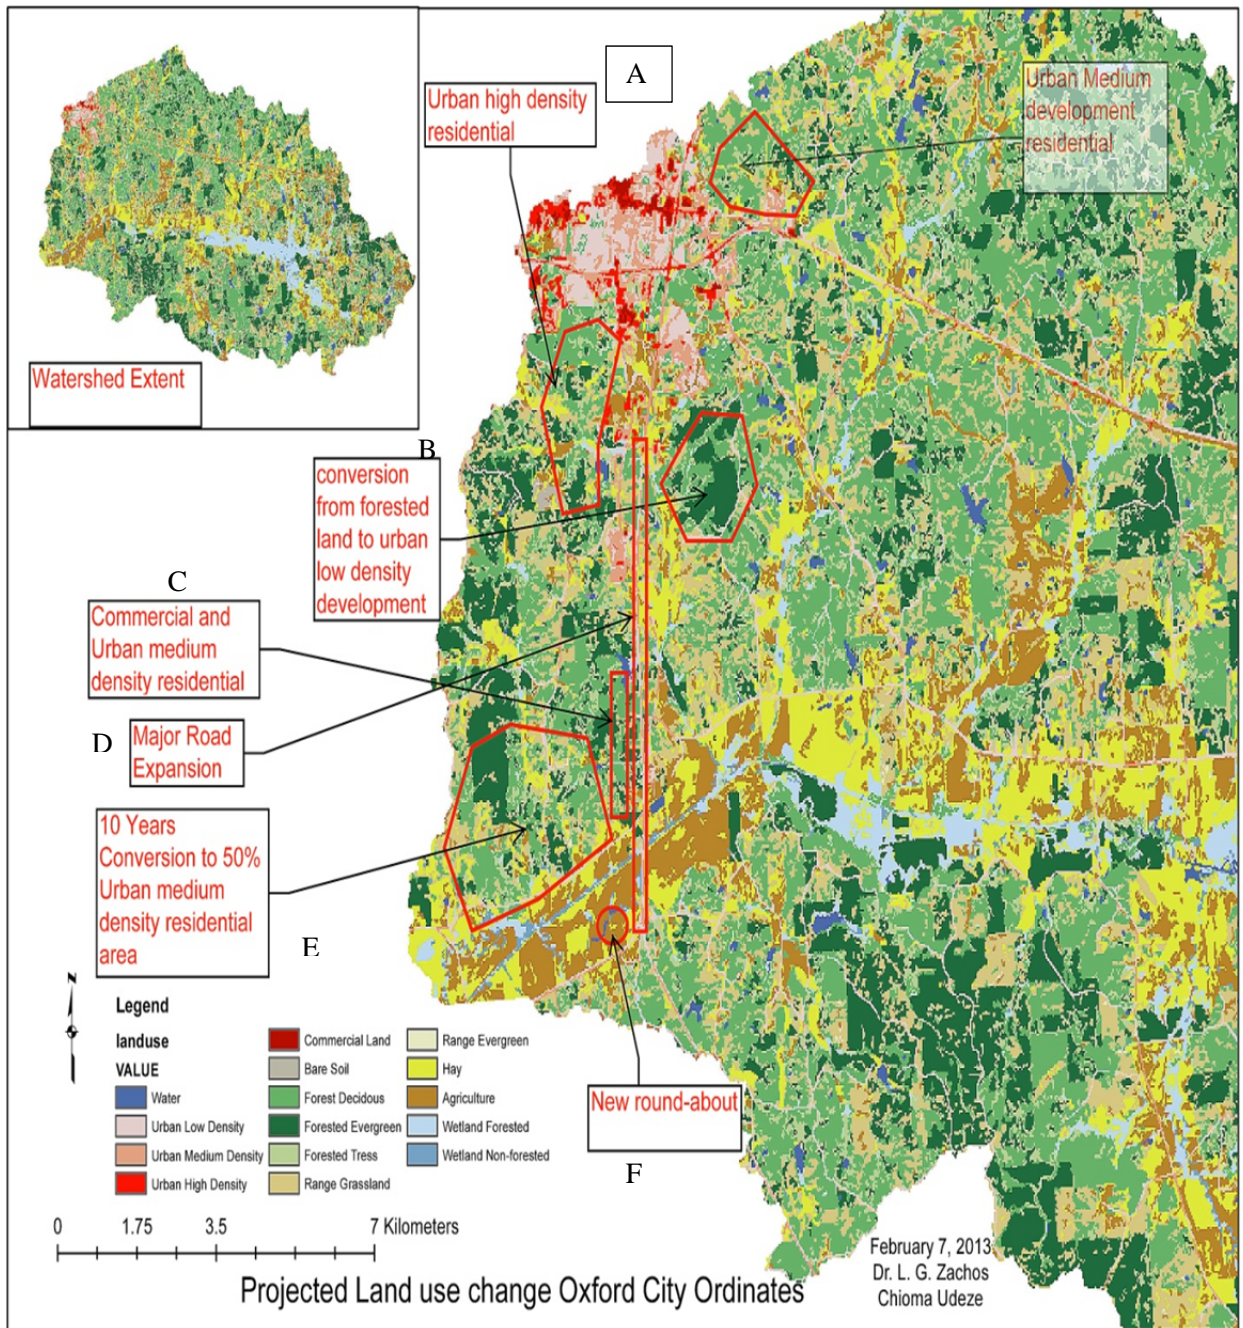 A
Urban high density
residential
Urban Medium
development
residential
Watershed Extent
B
conversion
from forested
land to urban
low density
development
C
Commercial and
Urban medium
density residential
D
Major Road
Expansion
10 Years
Conversion to 50%
Urban medium
density residential
area
E
New round-about
F
N
Legend
landuse
VALUE
Water
Urban Low Density
Urban Medium Density
Urban High Density
Commercial Land
Bare Soil
Forest Decidous
Forested Evergreen
Forested Tress
Range Grassland
Range Evergreen
Hay
Agriculture
Wetland Forested
Wetland Non-forested
0 1.75 3.5 7 Kilometers
February 7, 2013
Dr. L. G. Zachos
Chioma Udeze
Projected Land use change Oxford City Ordinates